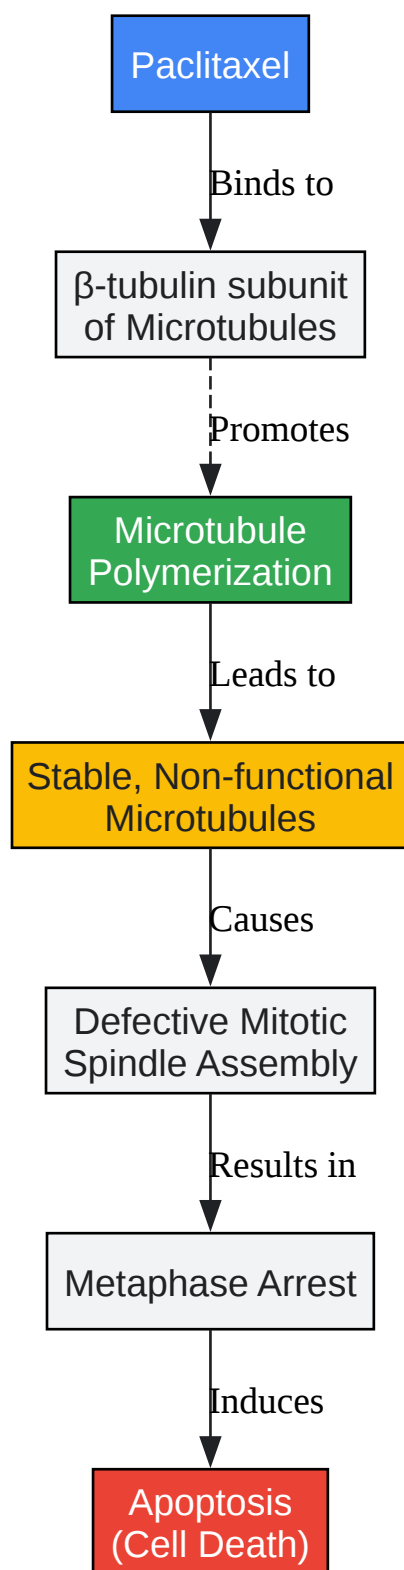 Paclitaxel
Binds to
β-tubulin subunit
of Microtubules
Promotes
Microtubule
Polymerization
Leads to
Stable, Non-functional
Microtubules
Causes
Defective Mitotic
Spindle Assembly
Results in
Metaphase Arrest
Induces
Apoptosis
(Cell Death)